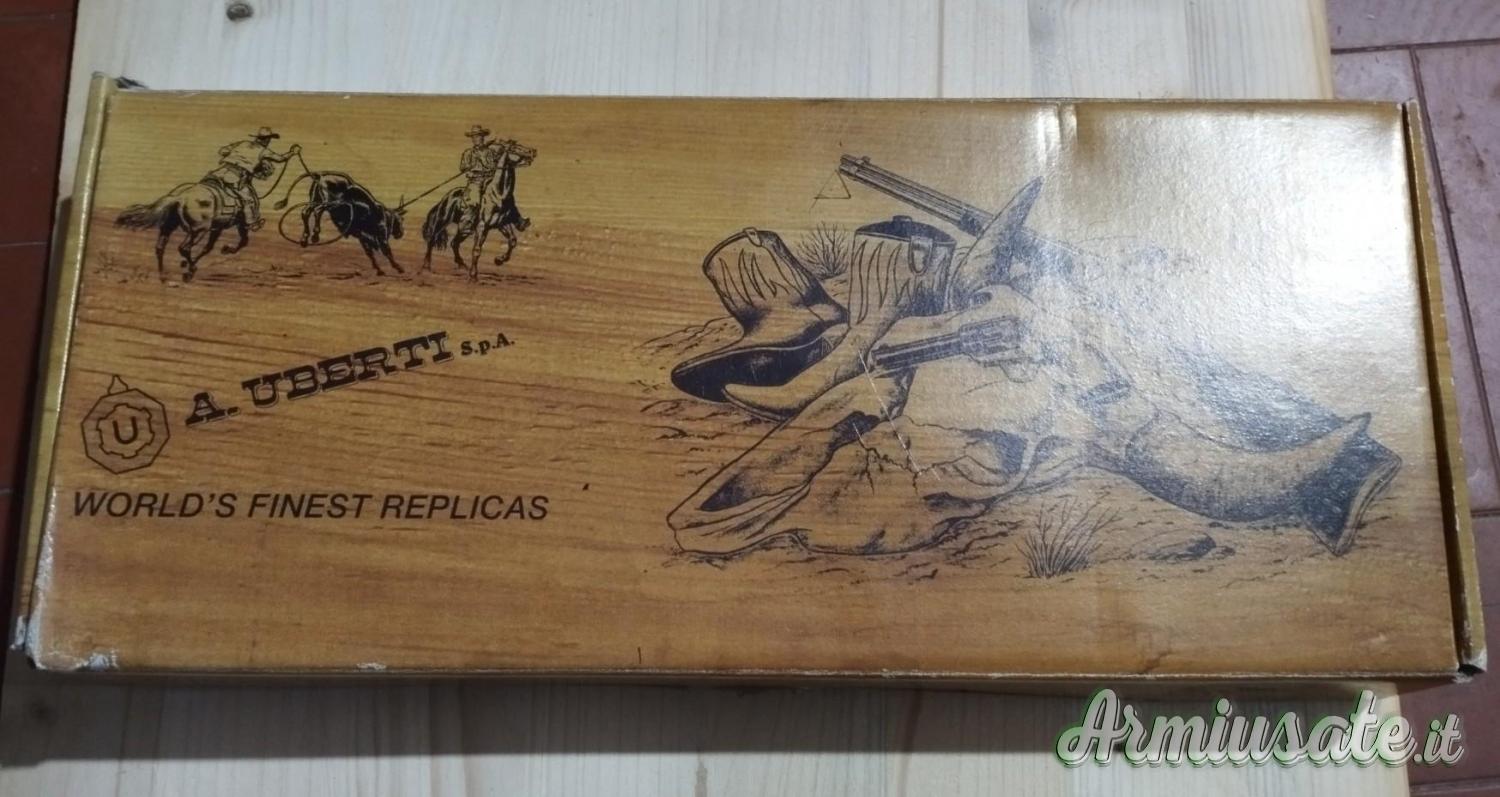 A. UBERTI S.p.A.
U
WORLD'S FINEST REPLICAS
Armiusate.it